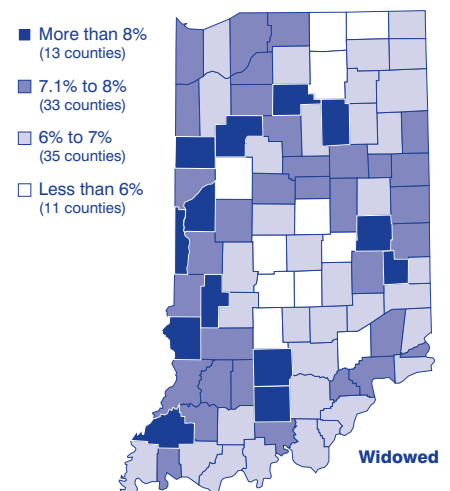 More than 8%
(13 counties)
7.1% to 8%
(33 counties)
6% to 7%
(35 counties)
Less than 6%
(11 counties)
Widowed